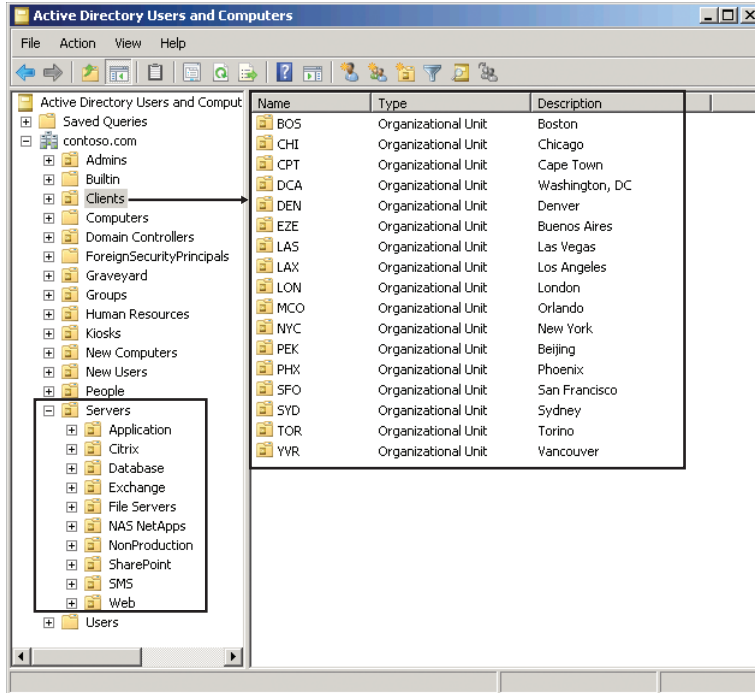 Active Directory Users and Computers
File Action View Help
Active Directory Users and Comput
Saved Queries
contoso.com
Admins
Builtin
Clients
Computers
Domain Controllers
ForeignSecurityPrincipals
Graveyard
Groups
Human Resources
Kiosks
New Computers
New Users
People
Servers
Application
Citrix
Database
Exchange
File Servers
NAS NetApps
NonProduction
SharePoint
SMS
Web
Users
Name Type Description
BOS Organizational Unit Boston
CHI Organizational Unit Chicago
CPT Organizational Unit Cape Town
DCA Organizational Unit Washington, DC
DEN Organizational Unit Denver
EZE Organizational Unit Buenos Aires
LAS Organizational Unit Las Vegas
LAX Organizational Unit Los Angeles
LON Organizational Unit London
MCO Organizational Unit Orlando
NYC Organizational Unit New York
PEK Organizational Unit Beijing
PHX Organizational Unit Phoenix
SFO Organizational Unit San Francisco
SYD Organizational Unit Sydney
TOR Organizational Unit Torino
YVR Organizational Unit Vancouver